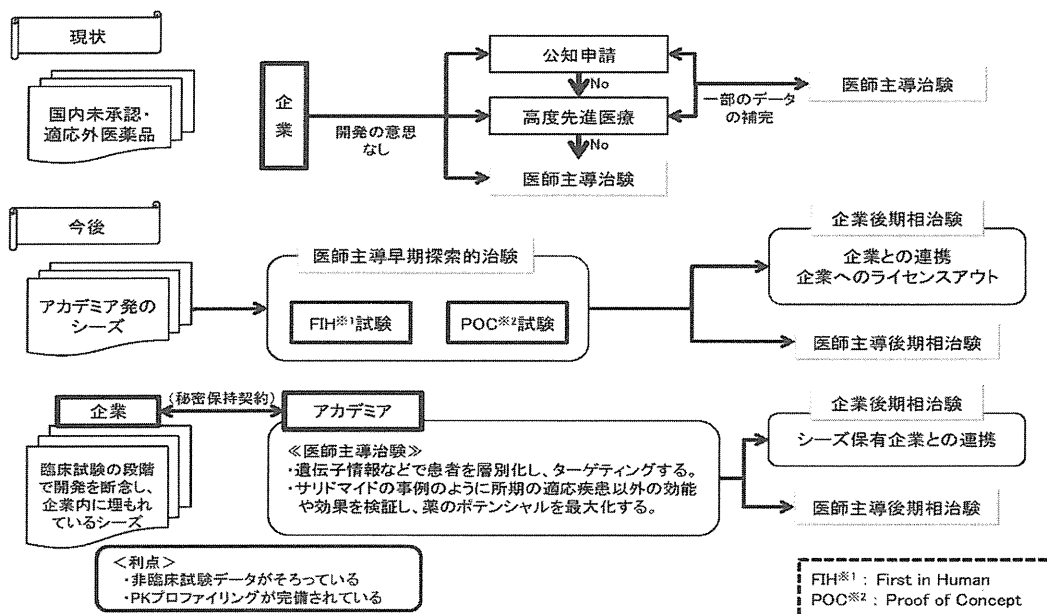 現状
国内未承認・
適応外医薬品
企
業
開発の意思
なし
公知申請
No
高度先進医療
No
医師主導治験
一部のデータ
の補完
医師主導治験
今後
アカデミア発の
シーズ
医師主導早期探索的治験
FIH※1試験
POC※2試験
企業後期相治験
企業との連携
企業へのライセンスアウト
医師主導後期相治験
企業
(秘密保持契約)
アカデミア
臨床試験の段階
で開発を断念し、
企業内に埋もれ
ているシーズ
≪医師主導治験≫
・遺伝子情報などで患者を層別化し、ターゲティングする。
・サリドマイドの事例のように所期の適応疾患以外の効能
や効果を検証し、薬のポテンシャルを最大化する。
企業後期相治験
シーズ保有企業との連携
医師主導後期相治験
<利点>
・非臨床試験データがそろっている
・PKプロファイリングが完備されている
FIH※1 : First in Human
POC※2 : Proof of Concept